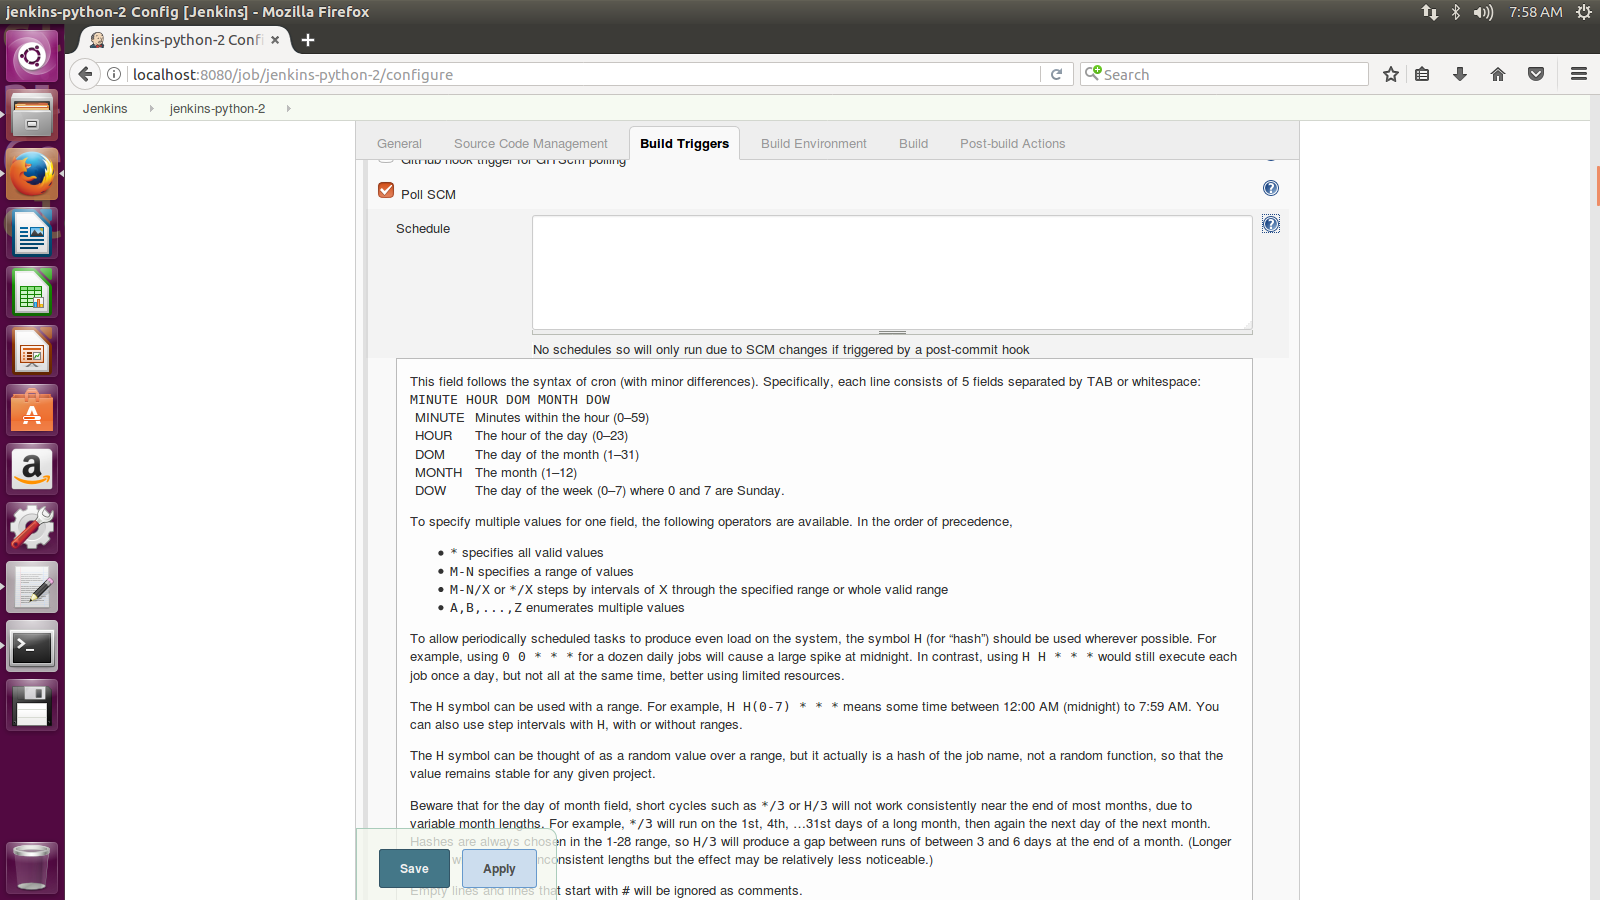 jenkins-python-2 Config [Jenkins] - Mozilla Firefox
7:58 AM
jenkins-python-2 Confi
localhost:8080/job/jenkins-python-2/configure
Search
Jenkins
jenkins-python-2
General
Source Code Management
Build Triggers
Build Environment
Build
Post-build Actions
GitHub hook trigger for GITScm polling
Poll SCM
Schedule
No schedules so will only run due to SCM changes if triggered by a post-commit hook
This field follows the syntax of cron (with minor differences). Specifically, each line consists of 5 fields separated by TAB or whitespace:
MINUTE HOUR DOM MONTH DOW
MINUTE Minutes within the hour (0–59)
HOUR The hour of the day (0–23)
DOM The day of the month (1–31)
MONTH The month (1–12)
DOW The day of the week (0–7) where 0 and 7 are Sunday.
To specify multiple values for one field, the following operators are available. In the order of precedence,
• * specifies all valid values
• M-N specifies a range of values
• M-N/X or */X steps by intervals of X through the specified range or whole valid range
• A,B,...,Z enumerates multiple values
To allow periodically scheduled tasks to produce even load on the system, the symbol H (for “hash”) should be used wherever possible. For
example, using 0 0 * * * for a dozen daily jobs will cause a large spike at midnight. In contrast, using H H * * * would still execute each
job once a day, but not all at the same time, better using limited resources.
The H symbol can be used with a range. For example, H H(0-7) * * * means some time between 12:00 AM (midnight) to 7:59 AM. You
can also use step intervals with H, with or without ranges.
The H symbol can be thought of as a random value over a range, but it actually is a hash of the job name, not a random function, so that the
value remains stable for any given project.
Beware that for the day of month field, short cycles such as */3 or H/3 will not work consistently near the end of most months, due to
variable month lengths. For example, */3 will run on the 1st, 4th, ...31st days of a long month, then again the next day of the next month.
Hashes are always chosen in the 1-28 range, so H/3 will produce a gap between runs of between 3 and 6 days at the end of a month. (Longer
inconsistent lengths but the effect may be relatively less noticeable.)
Empty lines and lines that start with # will be ignored as comments.
Save
Apply